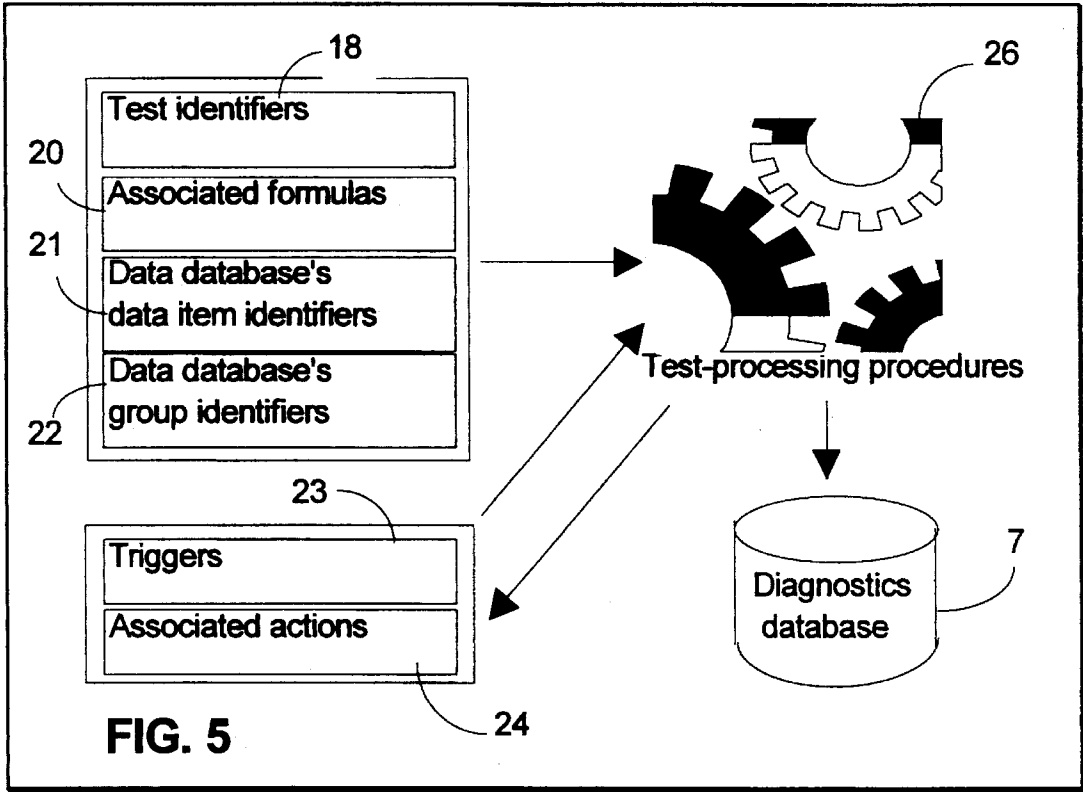 18
26
Test identifiers
20
Associated formulas
21
Data database's
data item identifiers
Data database's
group identifiers
22
Test-processing procedures
23
Triggers
Associated actions
24
7
Diagnostics
database
FIG. 5